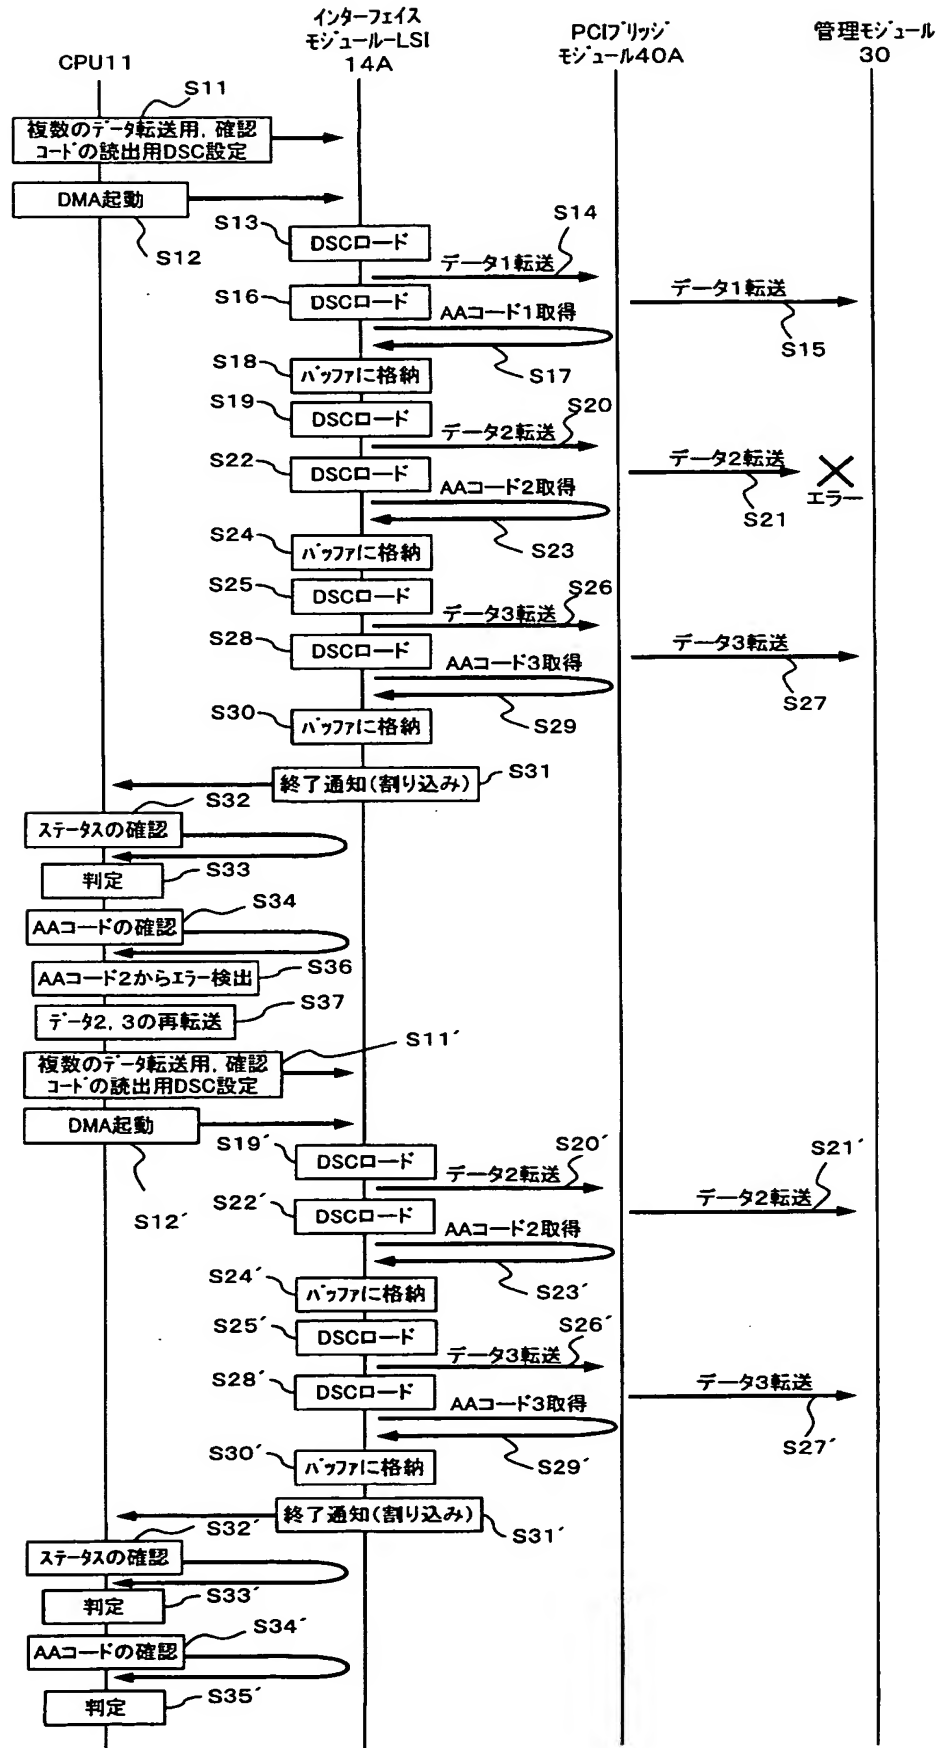 CPU11
インターフェイス
モジュールーLSI
14A
PCIブリッジ
モジュール40A
管理モジュール
30
S11
複数のデータ転送用,確認
コードの読出用DSC設定
DMA起動
S12
S13
DSCロード
S14
データ1転送
データ1転送
S15
S16
DSCロード
AAコード1取得
S17
S18
バッファに格納
S19
DSCロード
S20
データ2転送
データ2転送
エラー
S21
S22
DSCロード
AAコード2取得
S23
S24
バッファに格納
S25
DSCロード
S26
データ3転送
データ3転送
S27
S28
DSCロード
AAコード3取得
S29
S30
バッファに格納
終了通知(割り込み)
S31
S32
ステータスの確認
S33
判定
S34
AAコードの確認
AAコード2からエラー検出
S36
S37
データ2,3の再転送
S11´
複数のデータ転送用,確認
コードの読出用DSC設定
DMA起動
S12´
S19´
DSCロード
S20´
データ2転送
S21´
データ2転送
S22´
DSCロード
AAコード2取得
S23´
S24´
バッファに格納
S25´
DSCロード
S26´
データ3転送
データ3転送
S27´
S28´
DSCロード
AAコード3取得
S29´
S30´
バッファに格納
終了通知(割り込み)
S31´
S32´
ステータスの確認
S33´
判定
S34´
AAコードの確認
S35´
判定